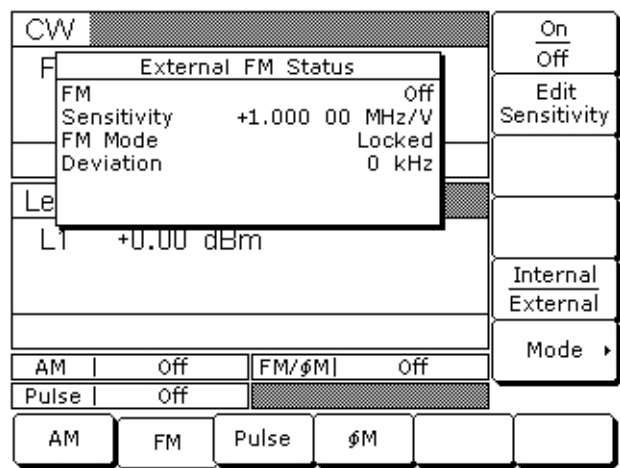 CW
F
External FM Status
FM Off
Sensitivity +1.000 00 MHz/V
FM Mode Locked
Deviation 0 kHz
Le
L1 +0.00 dBm
AM | Off FM/ϕM| Off
Pulse | Off
On
Off
Edit
Sensitivity
Internal
External
Mode ▸
AM FM Pulse ϕM